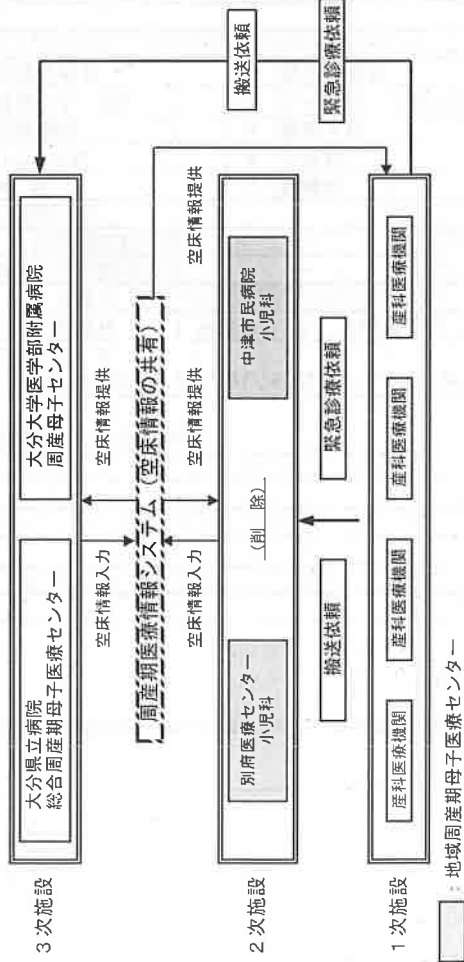 3次施設
大分県立病院
総合周産期母子医療センター
大分大学医学部附属病院
周産母子センター
空床情報入力
空床情報提供
周産期医療情報システム（空床情報の共有）
空床情報入力
空床情報提供
空床情報提供
搬送依頼
緊急診療依頼
2次施設
別府医療センター
小児科
（削　除）
中津市民病院
小児科
搬送依頼
緊急診療依頼
1次施設
産科医療機関
産科医療機関
産科医療機関
産科医療機関
：地域周産期母子医療センター